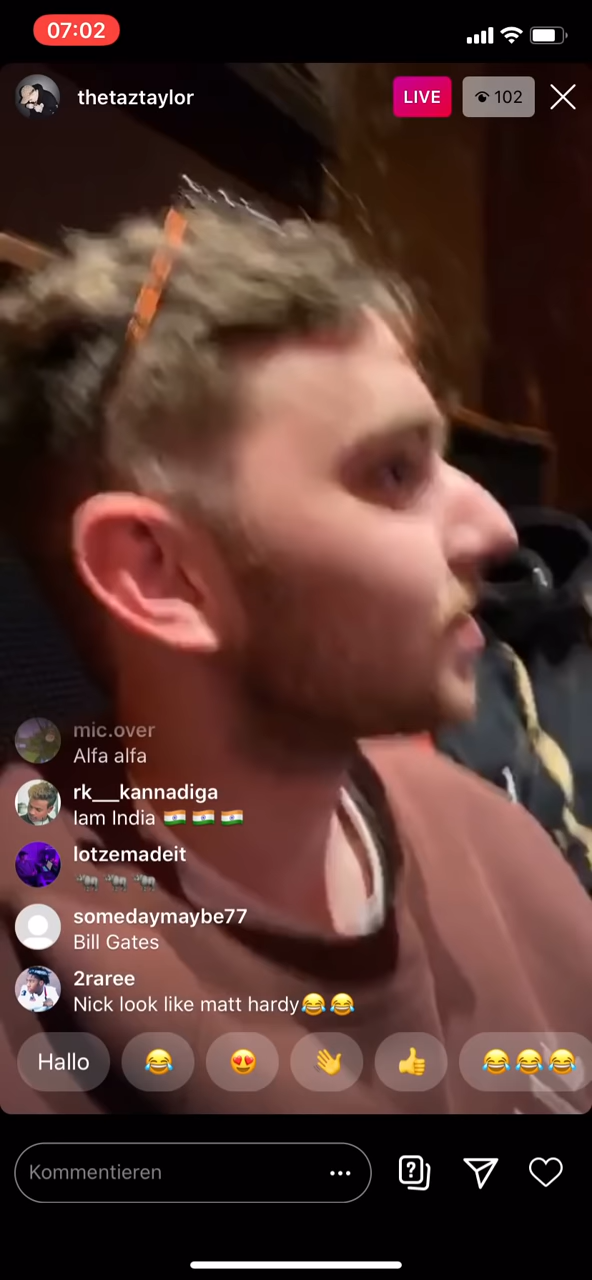 07:02
thetaztaylor
LIVE
102
mic.over
Alfa alfa
rk___kannadiga
Iam India 🇮🇳 🇮🇳 🇮🇳
lotzemadeit
🐃 🐃 🐃
somedaymaybe77
Bill Gates
2raree
Nick look like matt hardy😂😂
Hallo 😂 😍 👋 👍 😂😂😂
Kommentieren